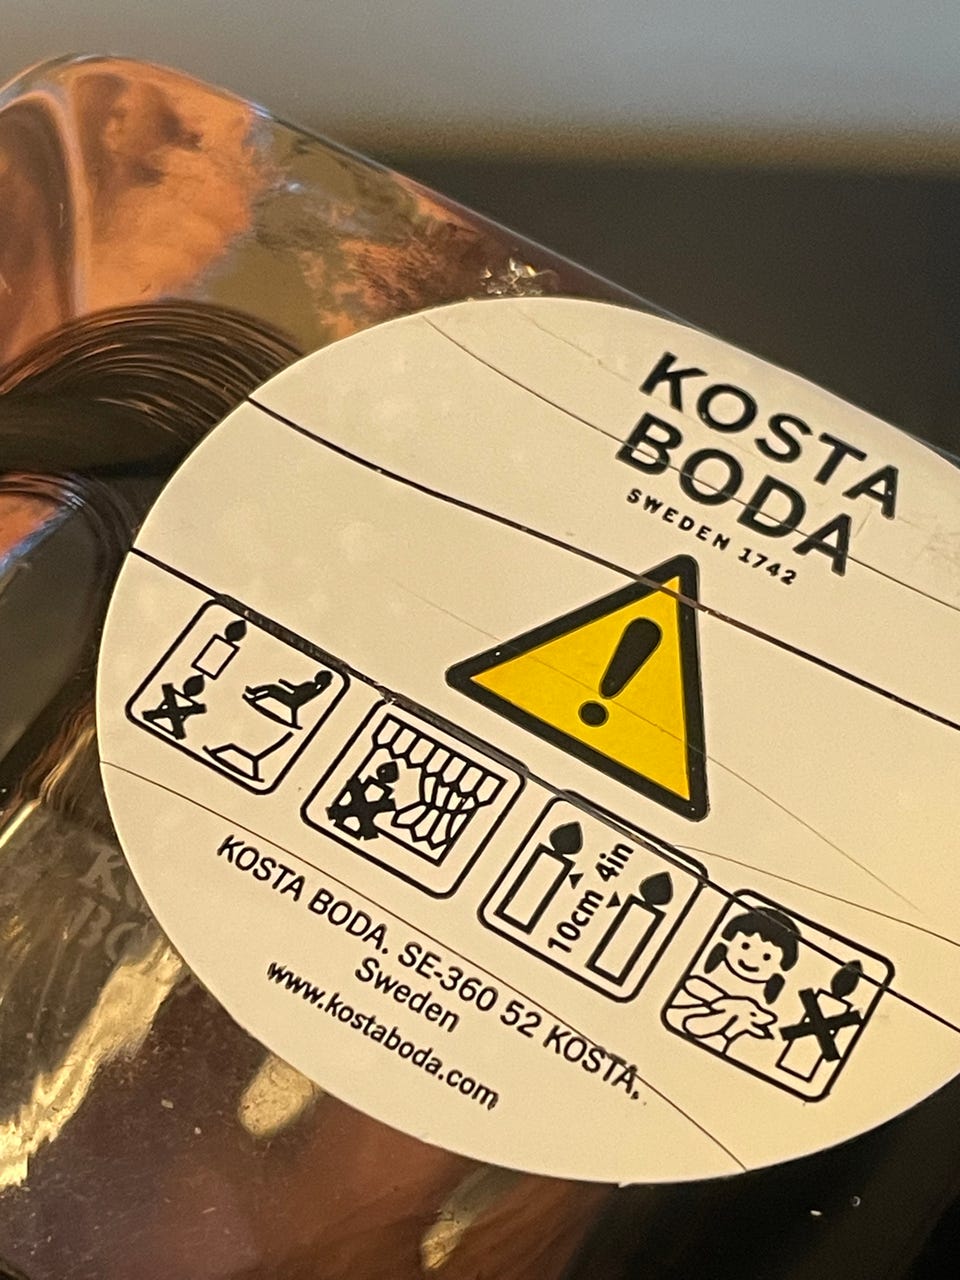 KOSTA
BODA
SWEDEN 1742
10cm 4in
KOSTA BODA. SE-360 52 KOSTA.
Sweden
www.kostaboda.com